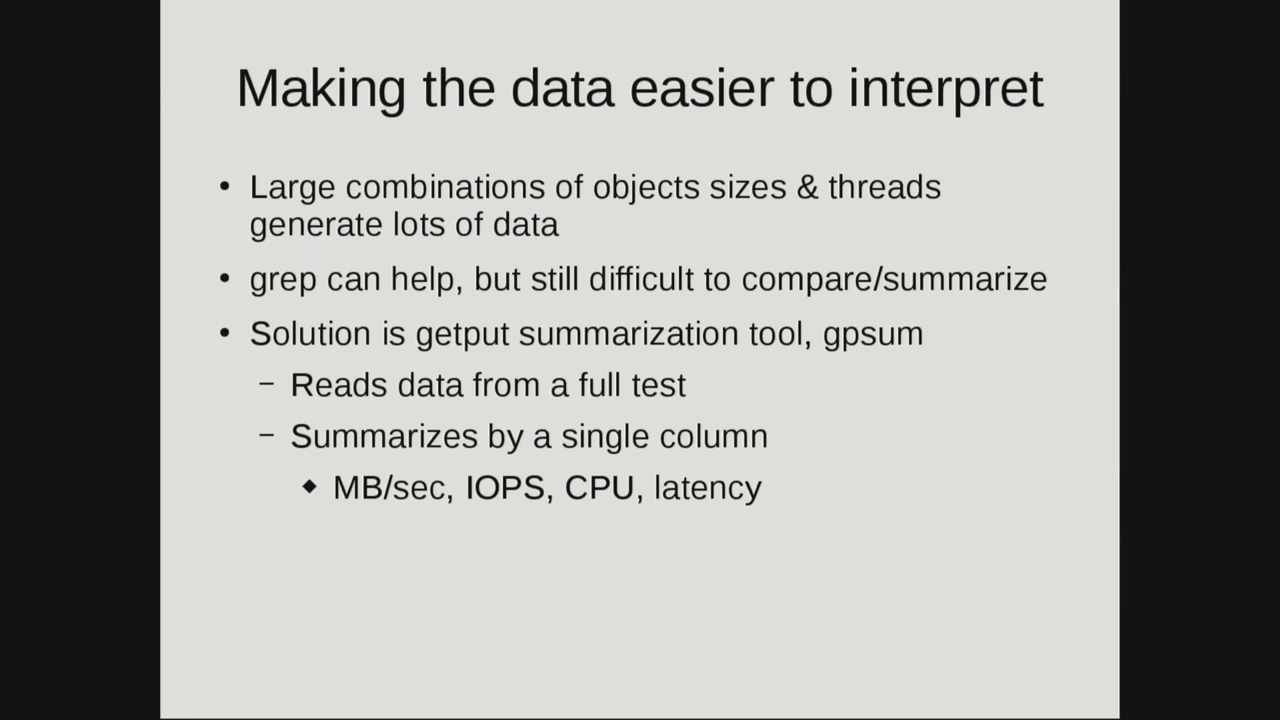 Making the data easier to interpret
• Large combinations of objects sizes & threads
generate lots of data
• grep can help, but still difficult to compare/summarize
• Solution is getput summarization tool, gpsum
– Reads data from a full test
– Summarizes by a single column
◆ MB/sec, IOPS, CPU, latency